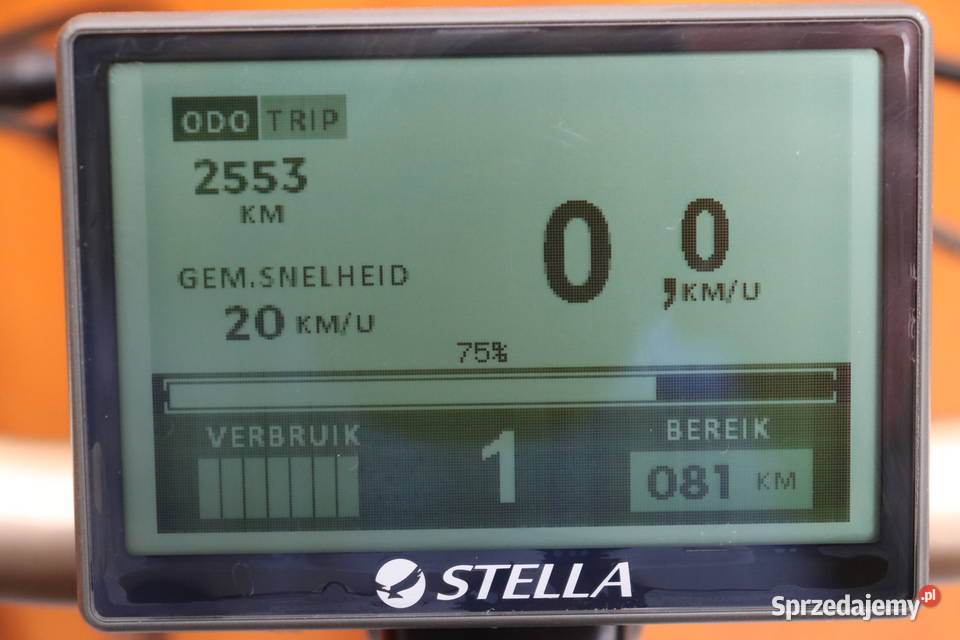 ODO TRIP
2553
KM
GEM.SNELHEID
20 KM/U
0,0 KM/U
75%
VERBRUIK
1
BEREIK
081 KM
STELLA
Sprzedajemy.pl